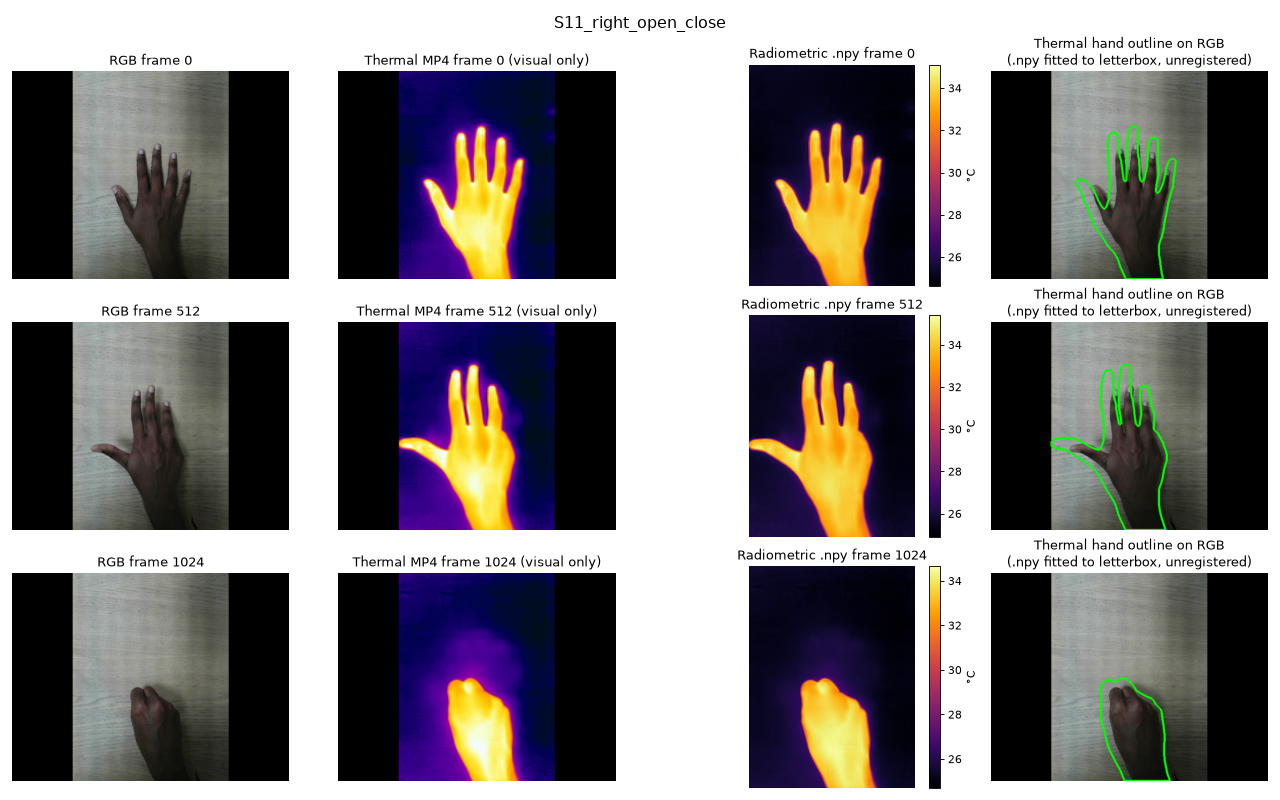 S11_right_open_close
RGB frame 0
Thermal MP4 frame 0 (visual only)
Radiometric .npy frame 0
Thermal hand outline on RGB
(.npy fitted to letterbox, unregistered)
34
32
30
28
26
°C
RGB frame 512
Thermal MP4 frame 512 (visual only)
Radiometric .npy frame 512
Thermal hand outline on RGB
(.npy fitted to letterbox, unregistered)
34
32
30
28
26
°C
RGB frame 1024
Thermal MP4 frame 1024 (visual only)
Radiometric .npy frame 1024
Thermal hand outline on RGB
(.npy fitted to letterbox, unregistered)
34
32
30
28
26
°C